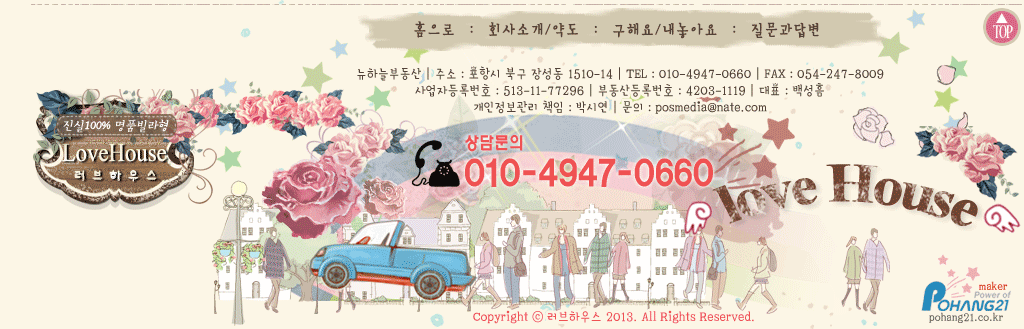 홈으로 : 회사소개/약도 : 구해요/내놓아요 : 질문과답변
TOP
뉴하늘부동산 | 주소 : 포항시 북구 장성동 1510-14 | TEL : 010-4947-0660 | FAX : 054-247-8009
사업자등록번호 : 513-11-77296 | 부동산등록번호 : 4203-1119 | 대표 : 백성흠
개인정보관리 책임 : 박시연 | 문의 : posmedia@nate.com
진심100% 명품빌라형
LoveHouse
러브하우스
상담문의
010-4947-0660
love House
maker
Power of
POHANG21
pohang21.co.kr
Copyright ⓒ 러브하우스 2013. All Rights Reserved.